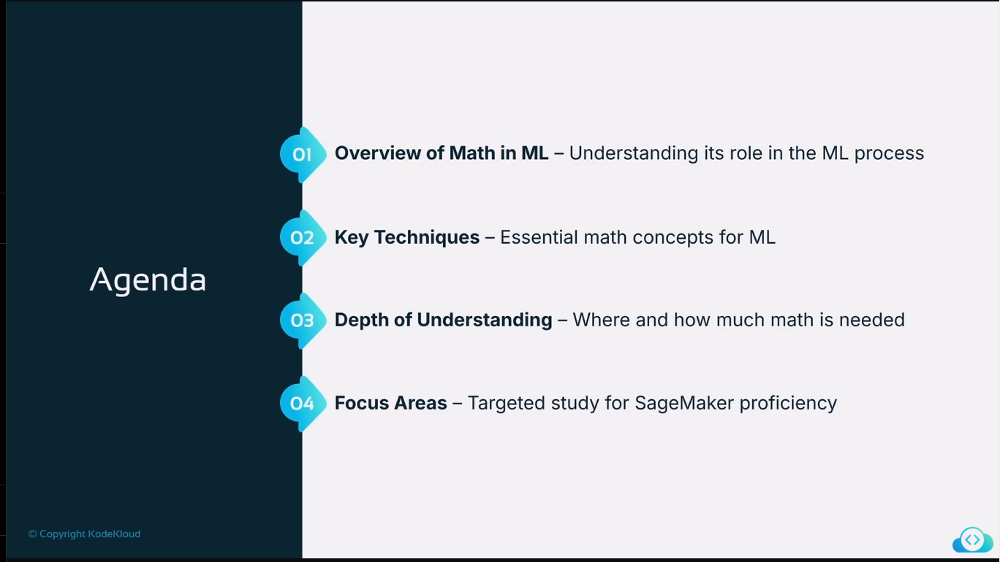 Agenda
01 Overview of Math in ML – Understanding its role in the ML process
02 Key Techniques – Essential math concepts for ML
03 Depth of Understanding – Where and how much math is needed
04 Focus Areas – Targeted study for SageMaker proficiency
© Copyright KodeKloud